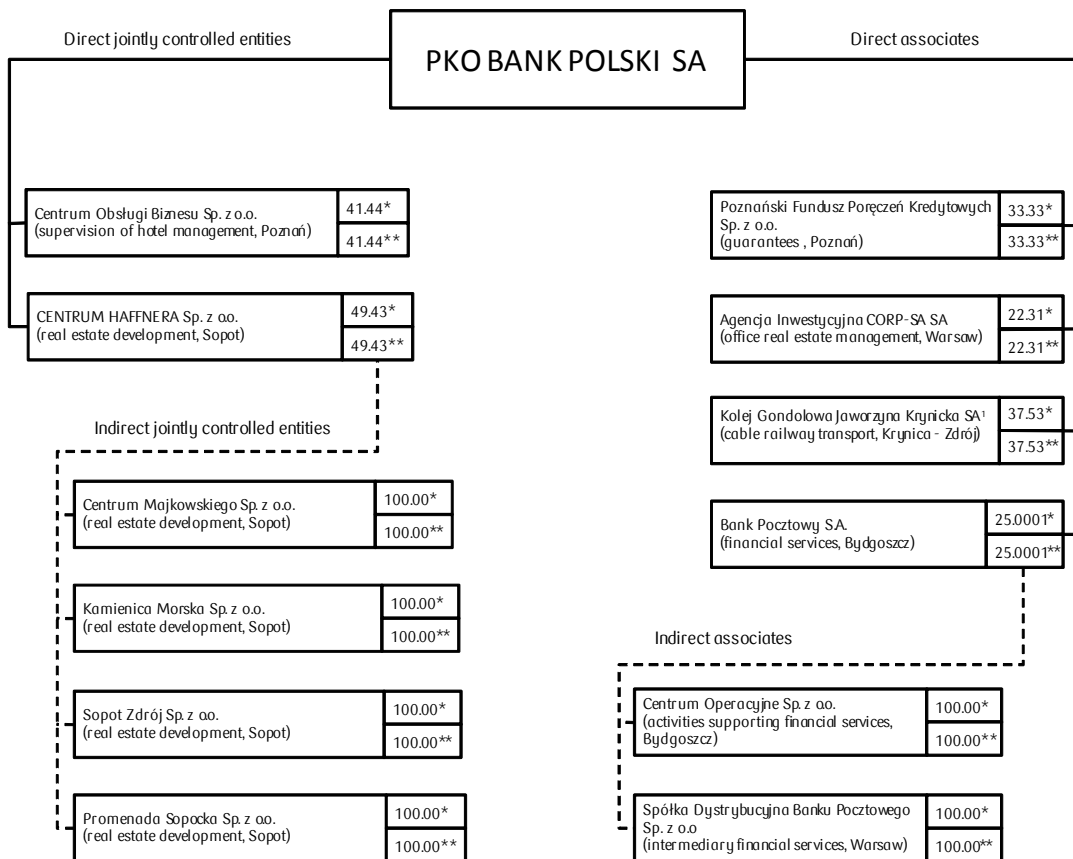 Direct jointly controlled entities
PKO BANK POLSKI SA
Direct associates
Centrum Obsługi Biznesu Sp. z o.o.
(supervision of hotel management, Poznań)
41.44*
41.44**
CENTRUM HAFFNERA Sp. z o.o.
(real estate development, Sopot)
49.43*
49.43**
Indirect jointly controlled entities
Centrum Majkowskiego Sp. z o.o.
(real estate development, Sopot)
100.00*
100.00**
Kamienica Morska Sp. z o.o.
(real estate development, Sopot)
100.00*
100.00**
Sopot Zdrój Sp. z o.o.
(real estate development, Sopot)
100.00*
100.00**
Promenada Sopocka Sp. z o.o.
(real estate development, Sopot)
100.00*
100.00**
Poznański Fundusz Poręczeń Kredytowych
Sp. z o.o.
(guarantees , Poznań)
33.33*
33.33**
Agencja Inwestycyjna CORP-SA SA
(office real estate management, Warsaw)
22.31*
22.31**
Kolej Gondolowa Jaworzyna Krynicka SA¹
(cable railway transport, Krynica - Zdrój)
37.53*
37.53**
Bank Pocztowy S.A.
(financial services, Bydgoszcz)
25.0001*
25.0001**
Indirect associates
Centrum Operacyjne Sp. z o.o.
(activities supporting financial services,
Bydgoszcz)
100.00*
100.00**
Spółka Dystrybucyjna Banku Pocztowego
Sp. z o.o
(intermediary financial services, Warsaw)
100.00*
100.00**